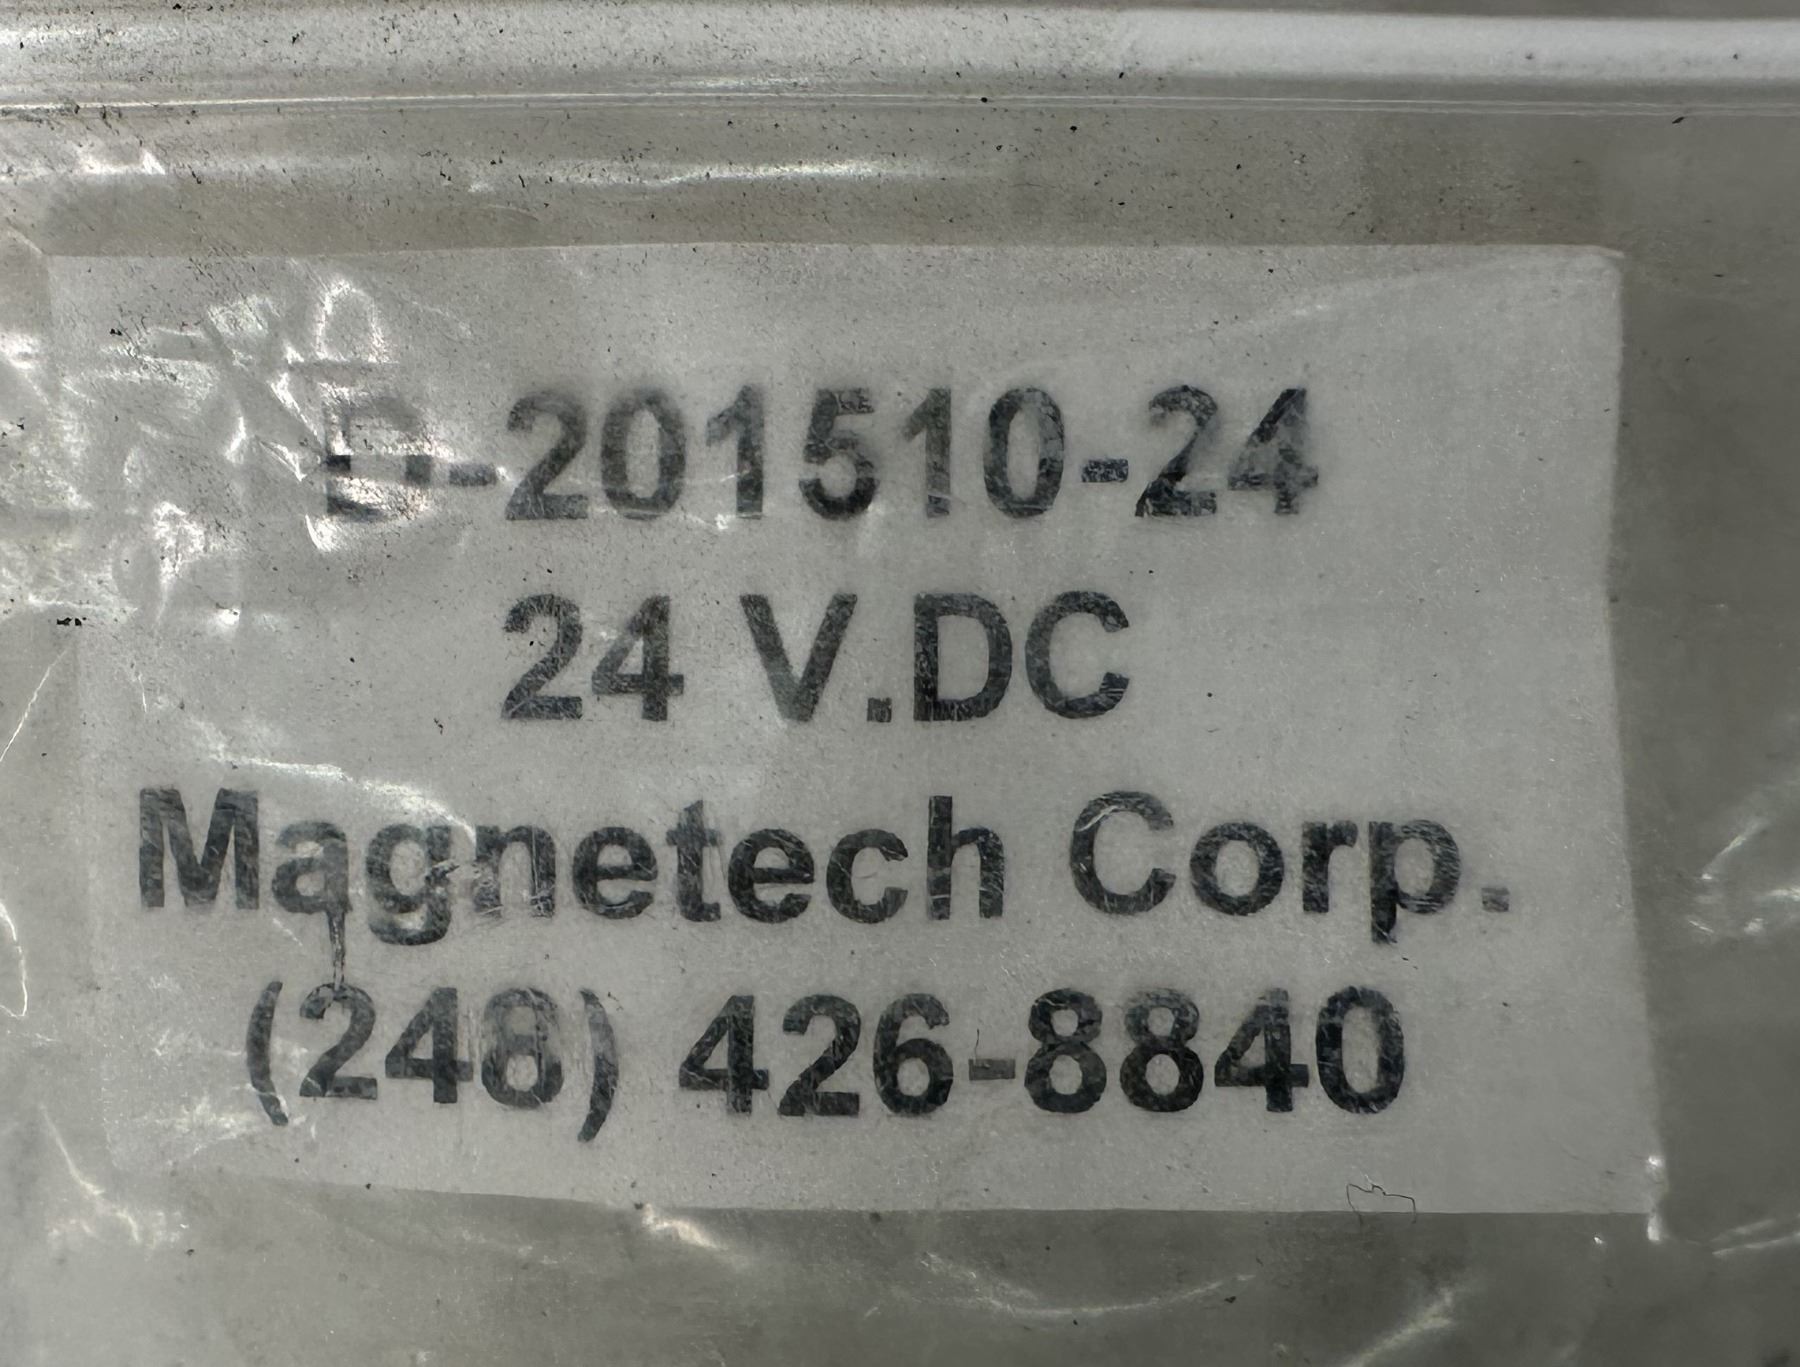 D-201510-24
24 V.DC
Magnetech Corp.
(248) 426-8840